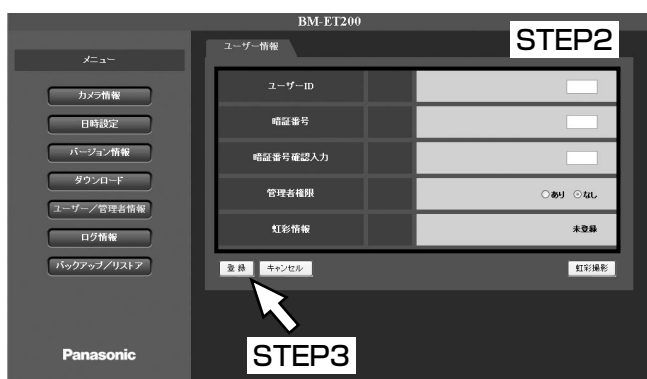 BM-ET200
STEP2
メニュー
カメラ情報
日時設定
バージョン情報
ダウンロード
ユーザー／管理者情報
ログ情報
バックアップ／リストア
Panasonic
ユーザー情報
ユーザーID
暗証番号
暗証番号確認入力
管理者権限 あり なし
虹彩情報 未登録
登録 キャンセル 虹彩撮影
STEP3